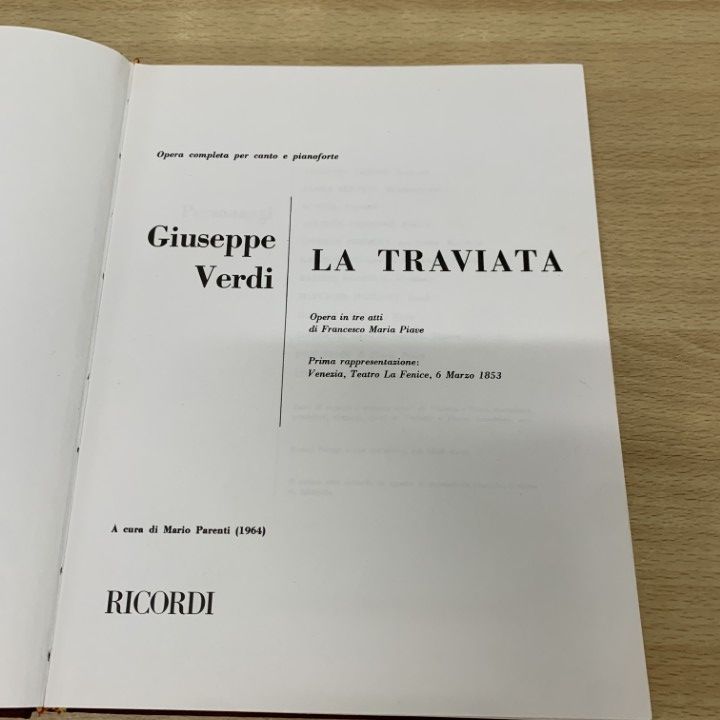 Opera completa per canto e pianoforte
Giuseppe
Verdi
LA TRAVIATA
Opera in tre atti
di Francesco Maria Piave
Prima rappresentazione:
Venezia, Teatro La Fenice, 6 Marzo 1853
A cura di Mario Parenti (1964)
RICORDI